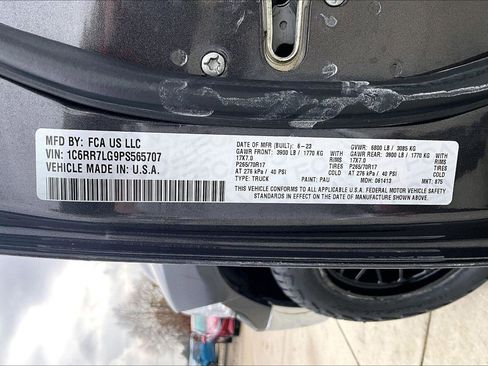 MFD BY: FCA US LLC
VIN: 1C6RR7LG9PS565707
VEHICLE MADE IN: U.S.A.
DATE OF MFR (BUILT): 6-23 GVWR: 6800 LB / 3085 KG
GAWR FRONT: 3900 LB / 1770 KG RIMS GAWR REAR: 3900 LB / 1770 KG RIMS
17X7.0 17X7.0
P265/70R17 TIRES P265/70R17 TIRES
AT 276 kPa / 40 PSI COLD AT 276 kPa / 40 PSI COLD
TYPE: TRUCK PAINT: PAU MDH: 061413 MKT: 875
THIS VEHICLE CONFORMS TO ALL APPLICABLE U.S.A. FEDERAL MOTOR VEHICLE SAFETY
STANDARDS IN EFFECT ON THE DATE OF MANUFACTURE SHOWN ABOVE.